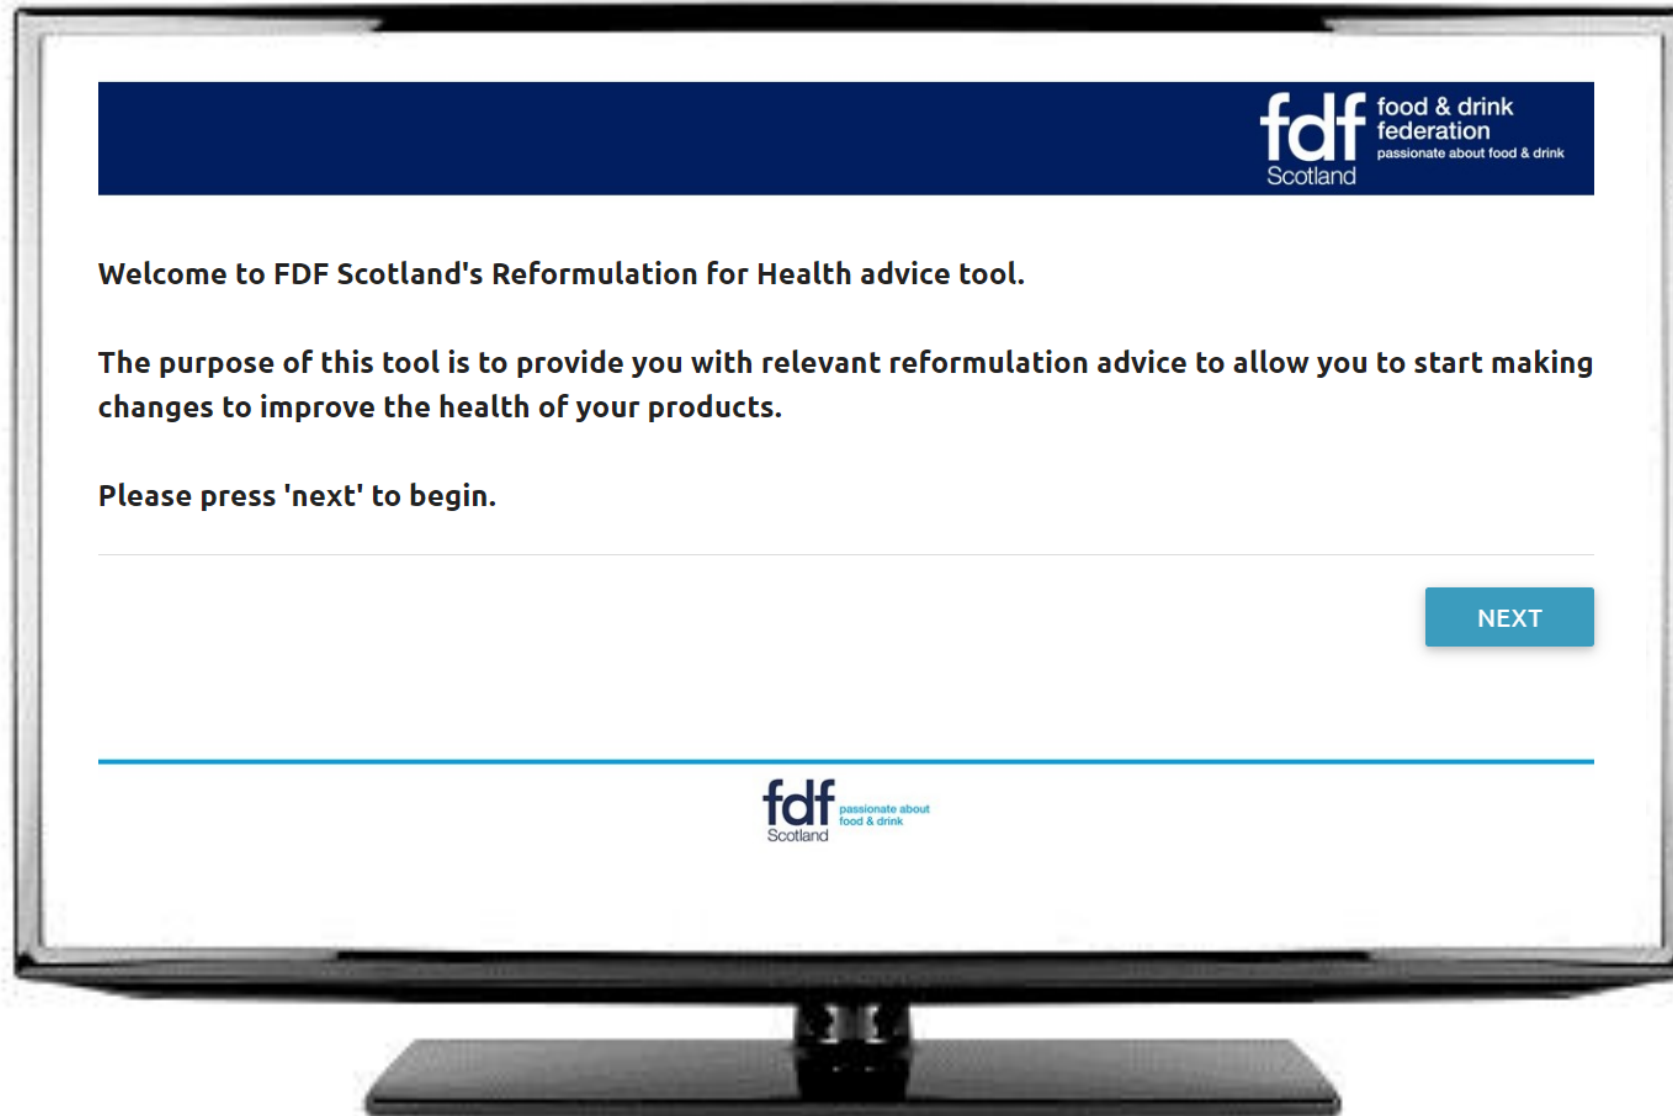 fdf
Scotland
food & drink
federation
passionate about food & drink
Welcome to FDF Scotland's Reformulation for Health advice tool.
The purpose of this tool is to provide you with relevant reformulation advice to allow you to start making
changes to improve the health of your products.
Please press 'next' to begin.
NEXT
fdf
Scotland
passionate about
food & drink